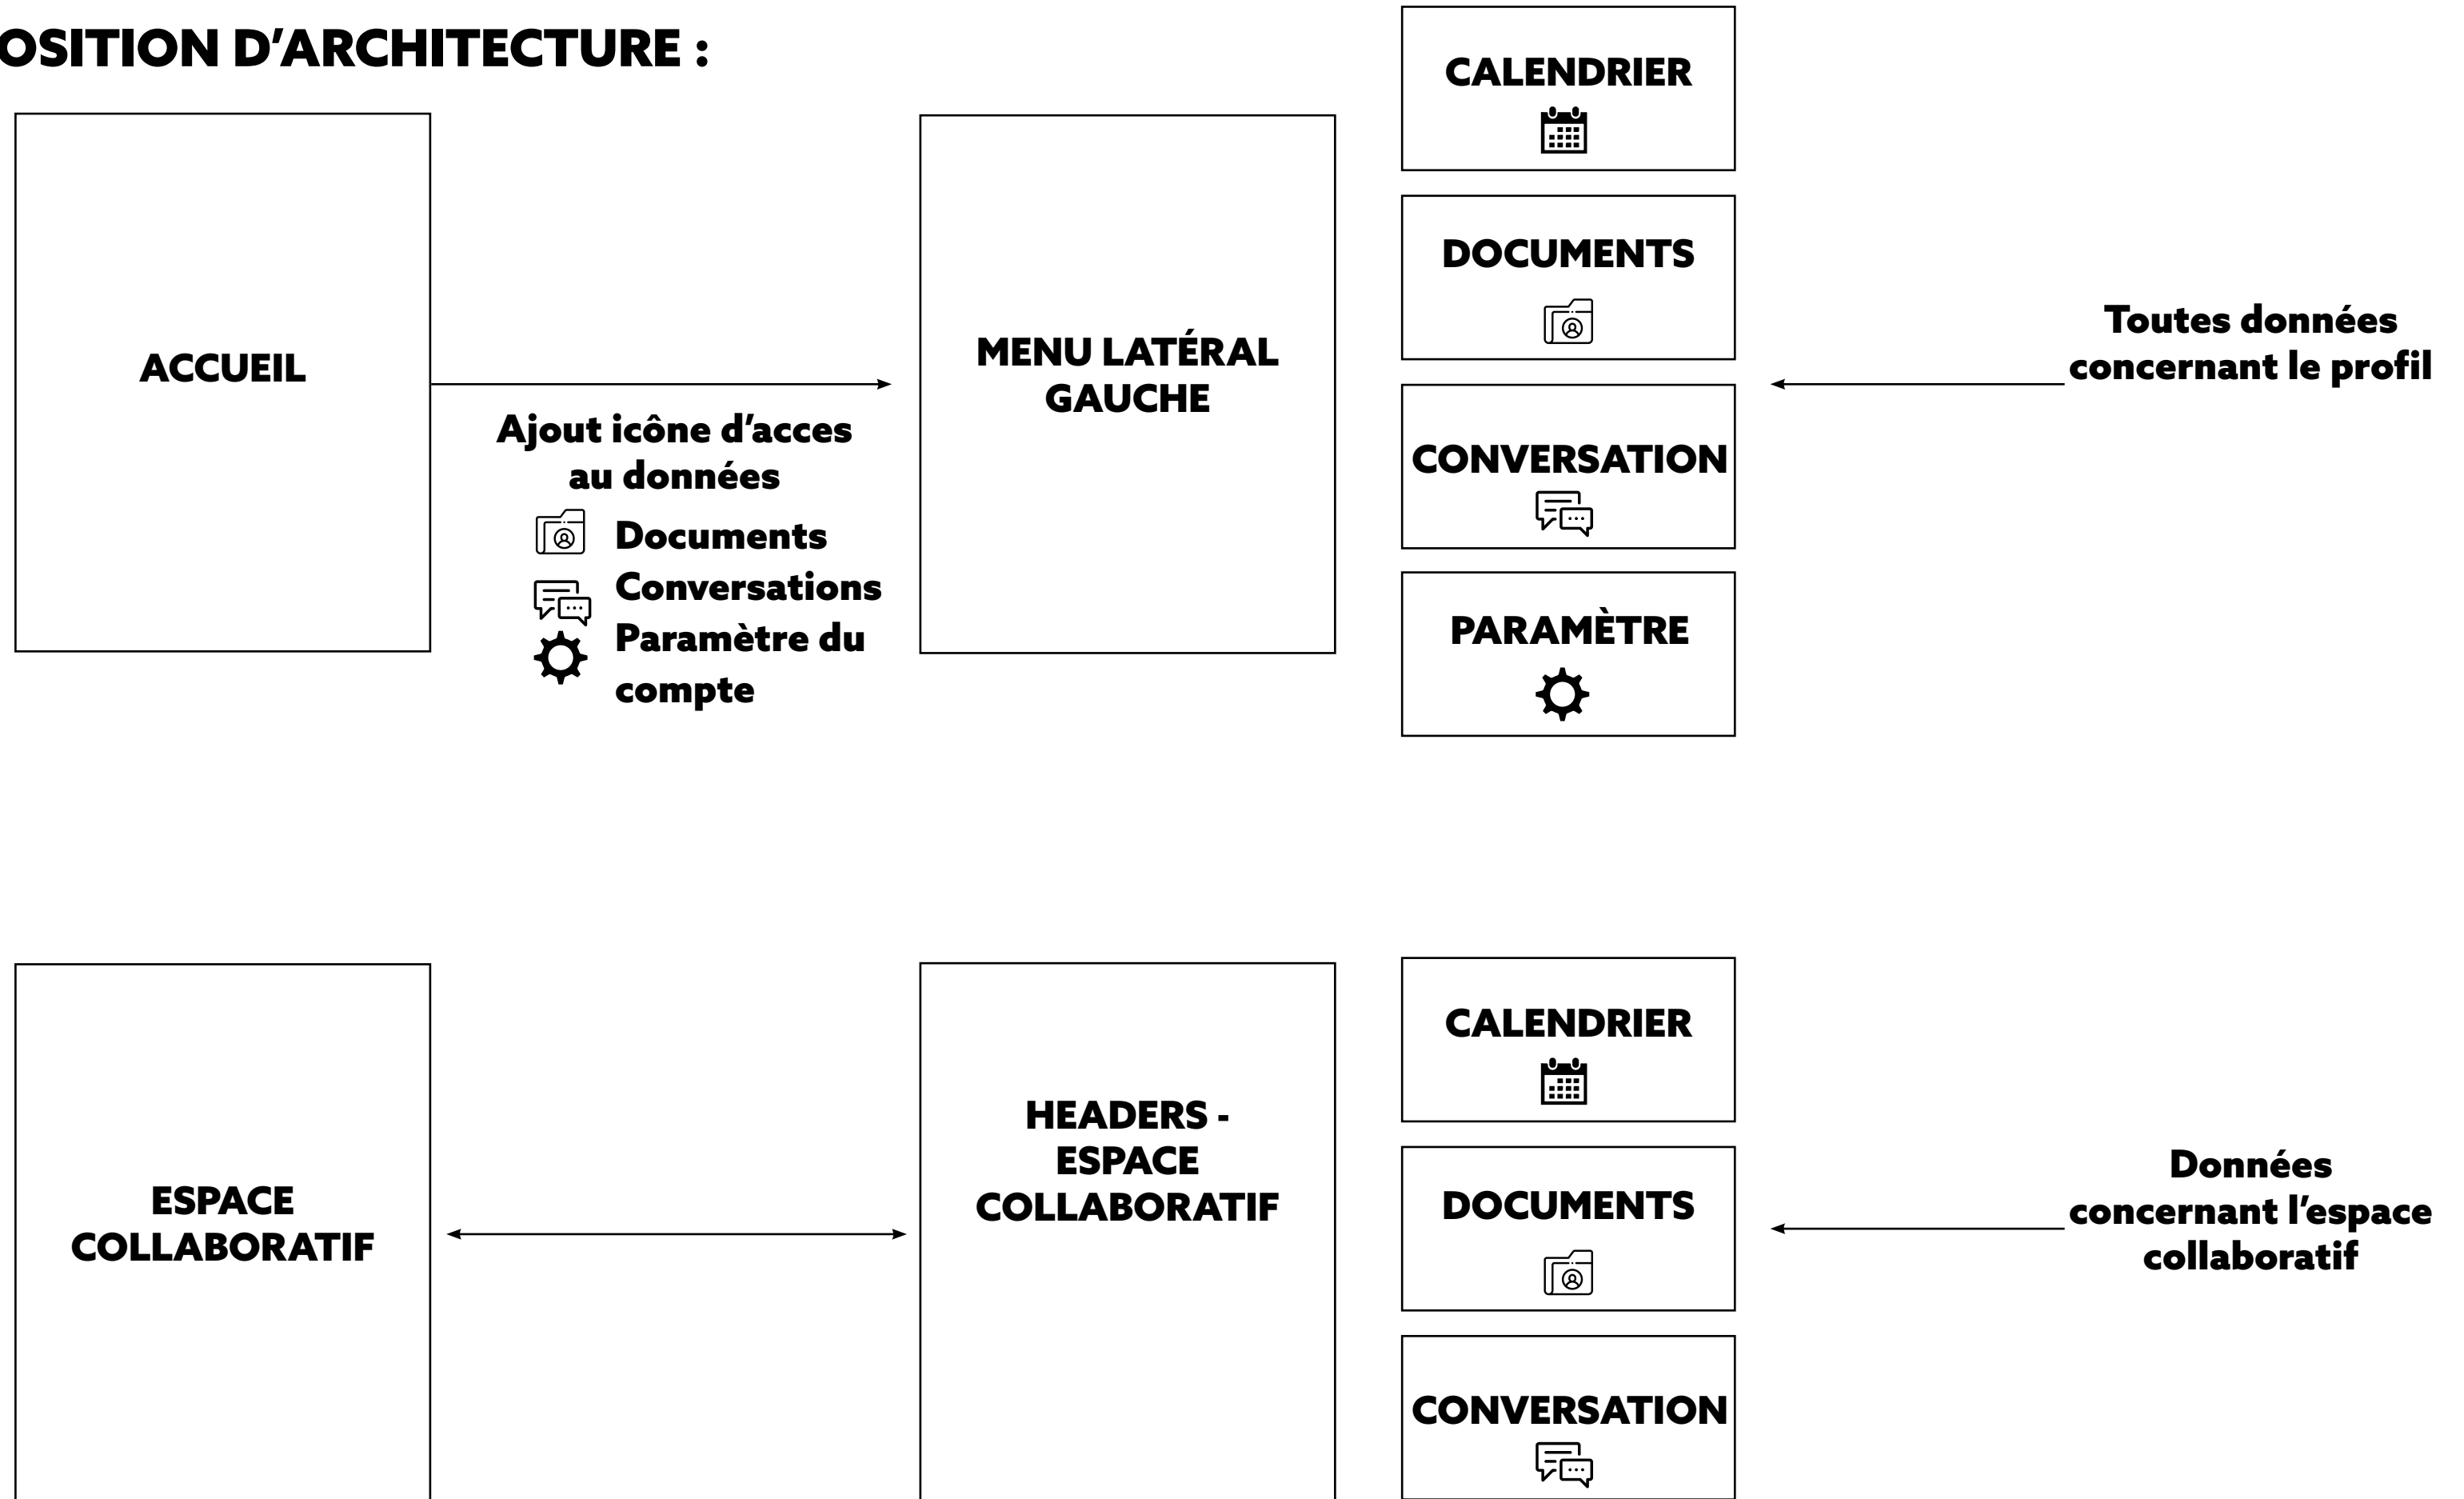 OSITION D’ARCHITECTURE :
ACCUEIL
Ajout icône d’acces
au données
Documents
Conversations
Paramètre du
compte
MENU LATÉRAL
GAUCHE
CALENDRIER
DOCUMENTS
CONVERSATION
PARAMÈTRE
Toutes données
concernant le profil
ESPACE
COLLABORATIF
HEADERS -
ESPACE
COLLABORATIF
CALENDRIER
DOCUMENTS
CONVERSATION
Données
concernant l’espace
collaboratif